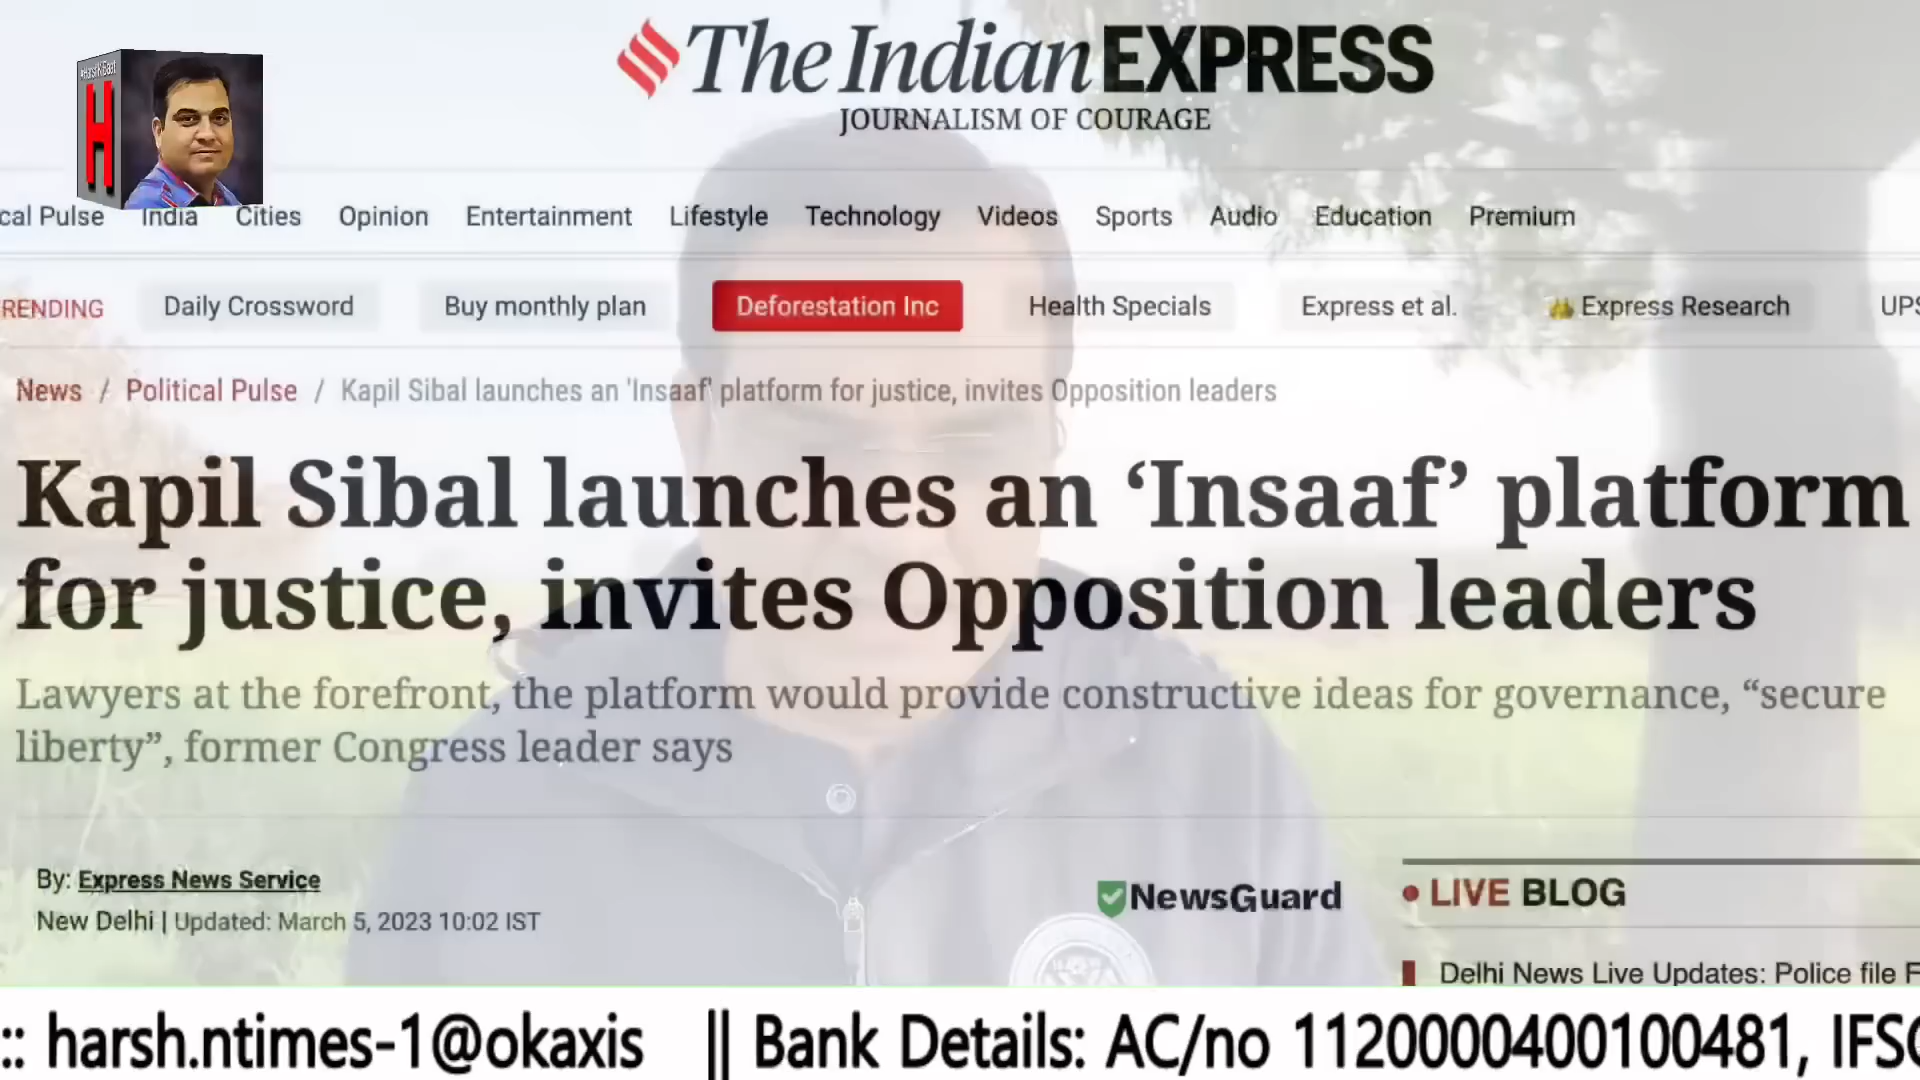 The Indian EXPRESS
JOURNALISM OF COURAGE
H
cal Pulse India Cities Opinion Entertainment Lifestyle Technology Videos Sports Audio Education Premium
RENDING Daily Crossword Buy monthly plan Deforestation Inc Health Specials Express et al. Express Research UPS
News / Political Pulse / Kapil Sibal launches an 'Insaaf' platform for justice, invites Opposition leaders
Kapil Sibal launches an ‘Insaaf’ platform
for justice, invites Opposition leaders
Lawyers at the forefront, the platform would provide constructive ideas for governance, “secure
liberty”, former Congress leader says
By: Express News Service
New Delhi | Updated: March 5, 2023 10:02 IST
NewsGuard
LIVE BLOG
Delhi News Live Updates: Police file F
:: harsh.ntimes-1@okaxis || Bank Details: AC/no 1120000400100481, IFSC